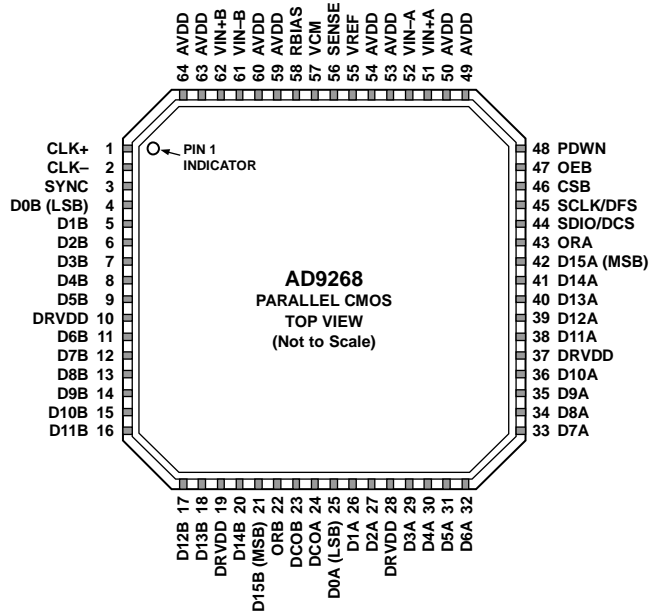 64 AVDD
63 AVDD
62 VIN+B
61 VIN–B
60 AVDD
59 AVDD
58 RBIAS
57 VCM
56 SENSE
55 VREF
54 AVDD
53 AVDD
52 VIN–A
51 VIN+A
50 AVDD
49 AVDD
CLK+ 1
CLK– 2
SYNC 3
D0B (LSB) 4
D1B 5
D2B 6
D3B 7
D4B 8
D5B 9
DRVDD 10
D6B 11
D7B 12
D8B 13
D9B 14
D10B 15
D11B 16
PIN 1
INDICATOR
AD9268
PARALLEL CMOS
TOP VIEW
(Not to Scale)
48 PDWN
47 OEB
46 CSB
45 SCLK/DFS
44 SDIO/DCS
43 ORA
42 D15A (MSB)
41 D14A
40 D13A
39 D12A
38 D11A
37 DRVDD
36 D10A
35 D9A
34 D8A
33 D7A
D12B 17
D13B 18
DRVDD 19
D14B 20
D15B (MSB) 21
ORB 22
DCOB 23
DCOA 24
D0A (LSB) 25
D1A 26
D2A 27
DRVDD 28
D3A 29
D4A 30
D5A 31
D6A 32